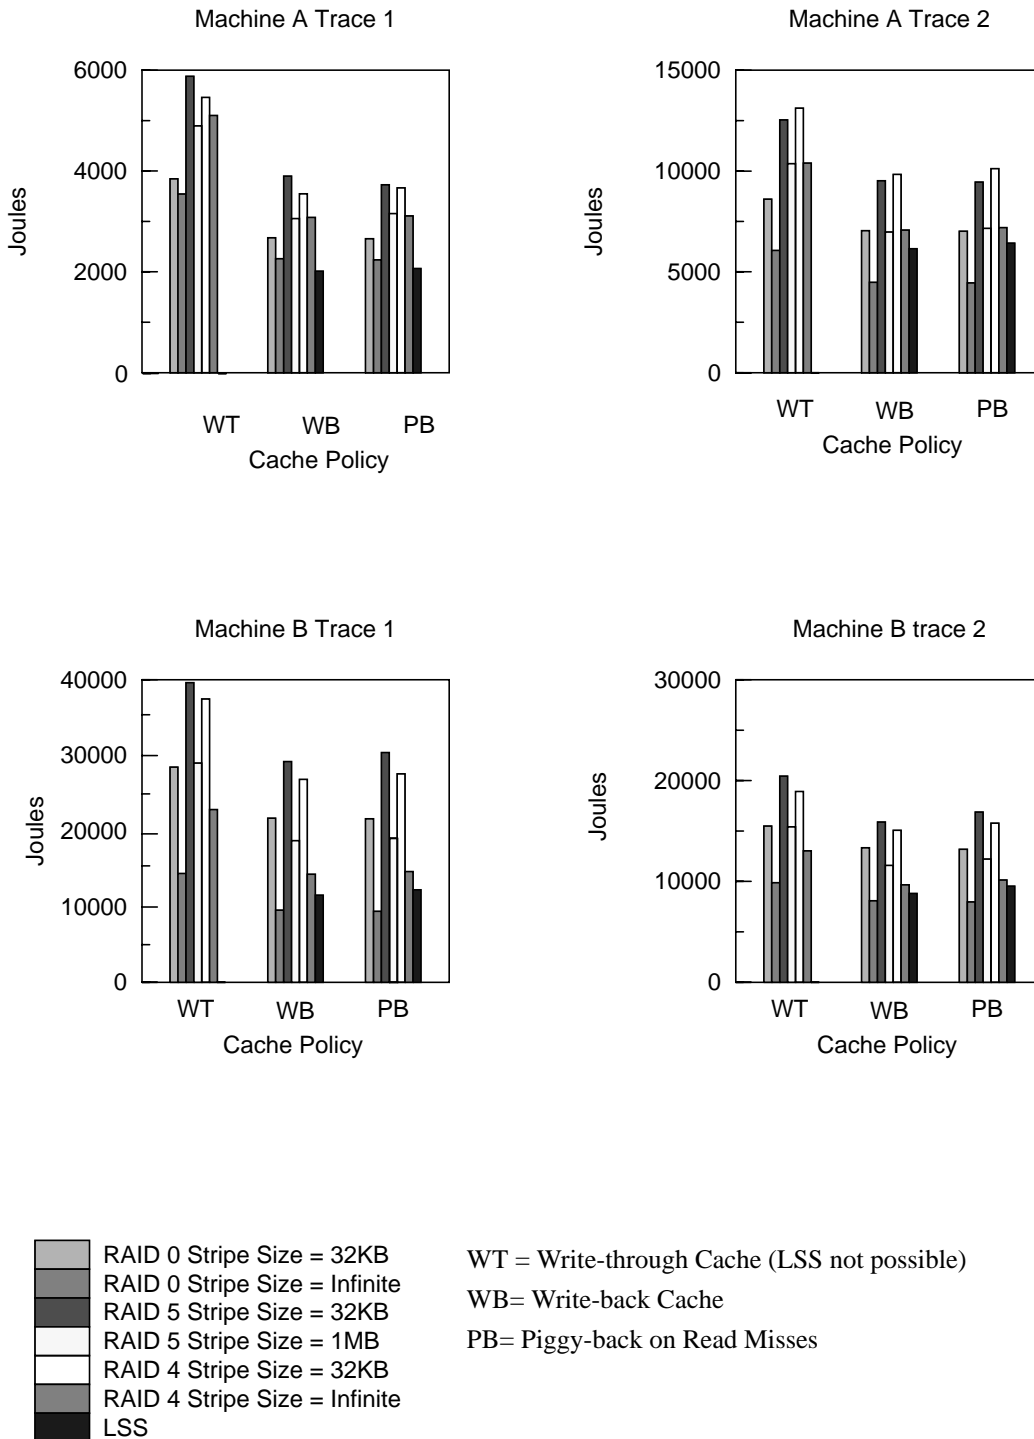 Machine A Trace 1
6000
4000
2000
0
Joules
WT
WB
PB
Cache Policy
Machine A Trace 2
15000
10000
5000
0
Joules
WT
WB
PB
Cache Policy
Machine B Trace 1
40000
30000
20000
10000
0
Joules
WT
WB
PB
Cache Policy
Machine B trace 2
30000
20000
10000
0
Joules
WT
WB
PB
Cache Policy
RAID 0 Stripe Size = 32KB
RAID 0 Stripe Size = Infinite
RAID 5 Stripe Size = 32KB
RAID 5 Stripe Size = 1MB
RAID 4 Stripe Size = 32KB
RAID 4 Stripe Size = Infinite
LSS
WT = Write-through Cache (LSS not possible)
WB= Write-back Cache
PB= Piggy-back on Read Misses